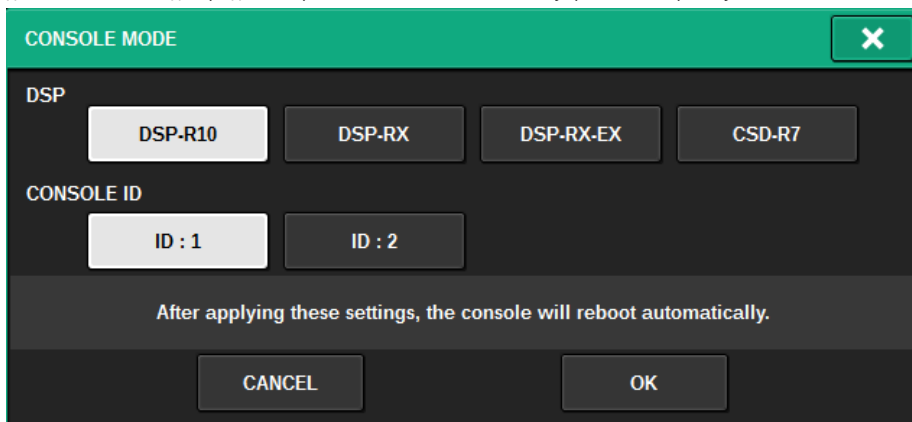 CONSOLE MODE
DSP
DSP-R10 DSP-RX DSP-RX-EX CSD-R7
CONSOLE ID
ID : 1 ID : 2
After applying these settings, the console will reboot automatically.
CANCEL OK